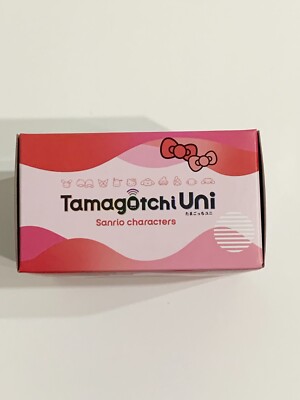 Tamagotchi Uni
たまごっちユニ
Sanrio characters